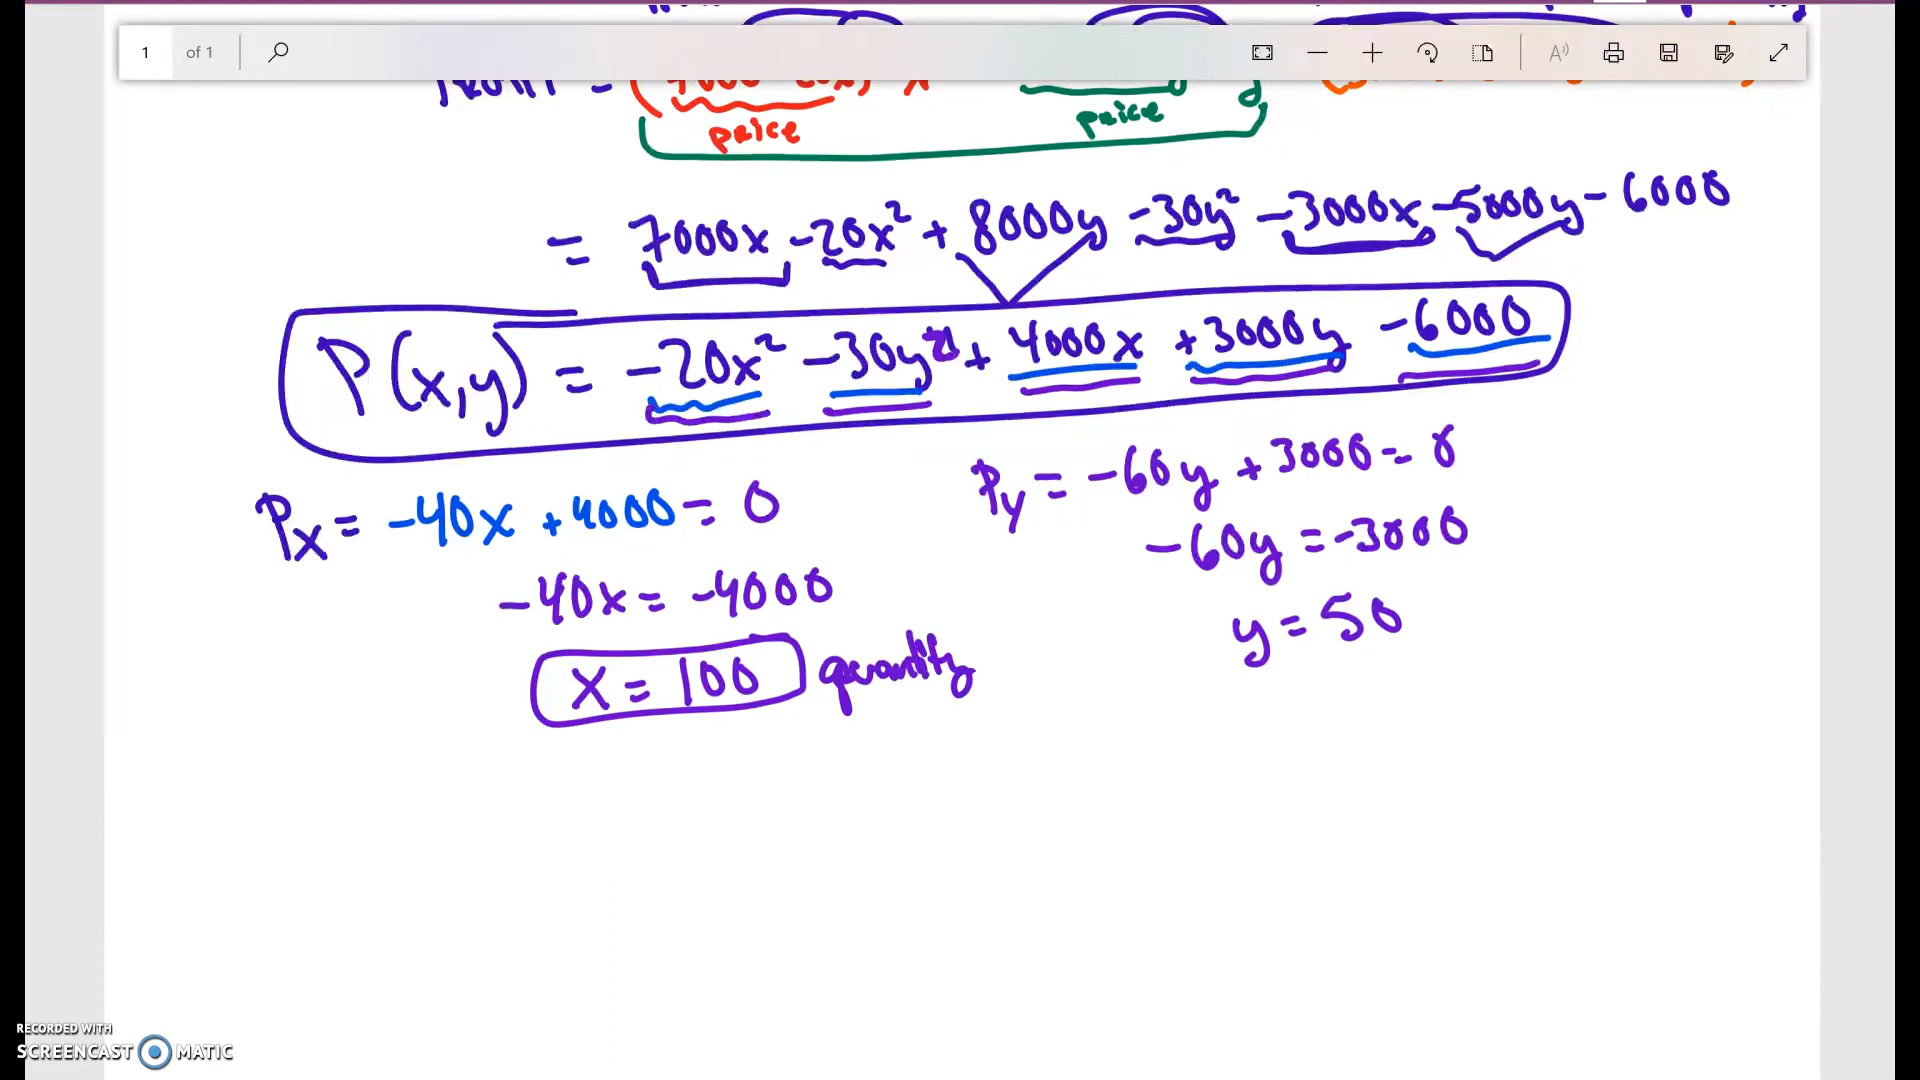 1 of 1
price
price
= 7000x - 20x² + 8000y - 30y² - 3000x - 5000y - 6000
P(x,y) = -20x² - 30y² + 4000x + 3000y - 6000
Px = -40x + 4000 = 0
-40x = -4000
x = 100 quantity
Py = -60y + 3000 = 0
-60y = -3000
y = 50
RECORDED WITH
SCREENCAST MATIC